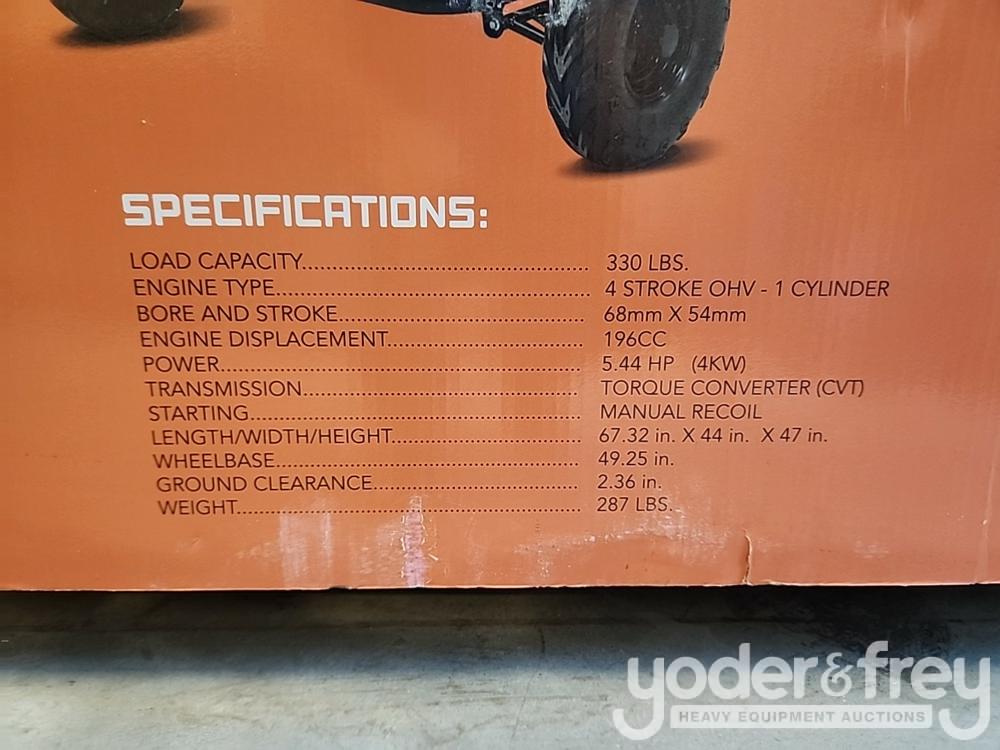 SPECIFICATIONS:
LOAD CAPACITY............................................. 330 LBS.
ENGINE TYPE.................................................. 4 STROKE OHV - 1 CYLINDER
BORE AND STROKE....................................... 68mm X 54mm
ENGINE DISPLACEMENT............................... 196CC
POWER............................................................ 5.44 HP (4KW)
TRANSMISSION.............................................. TORQUE CONVERTER (CVT)
STARTING....................................................... MANUAL RECOIL
LENGTH/WIDTH/HEIGHT............................... 67.32 in. X 44 in. X 47 in.
WHEELBASE.................................................... 49.25 in.
GROUND CLEARANCE.................................. 2.36 in.
WEIGHT.......................................................... 287 LBS.
yoder&frey
HEAVY EQUIPMENT AUCTIONS